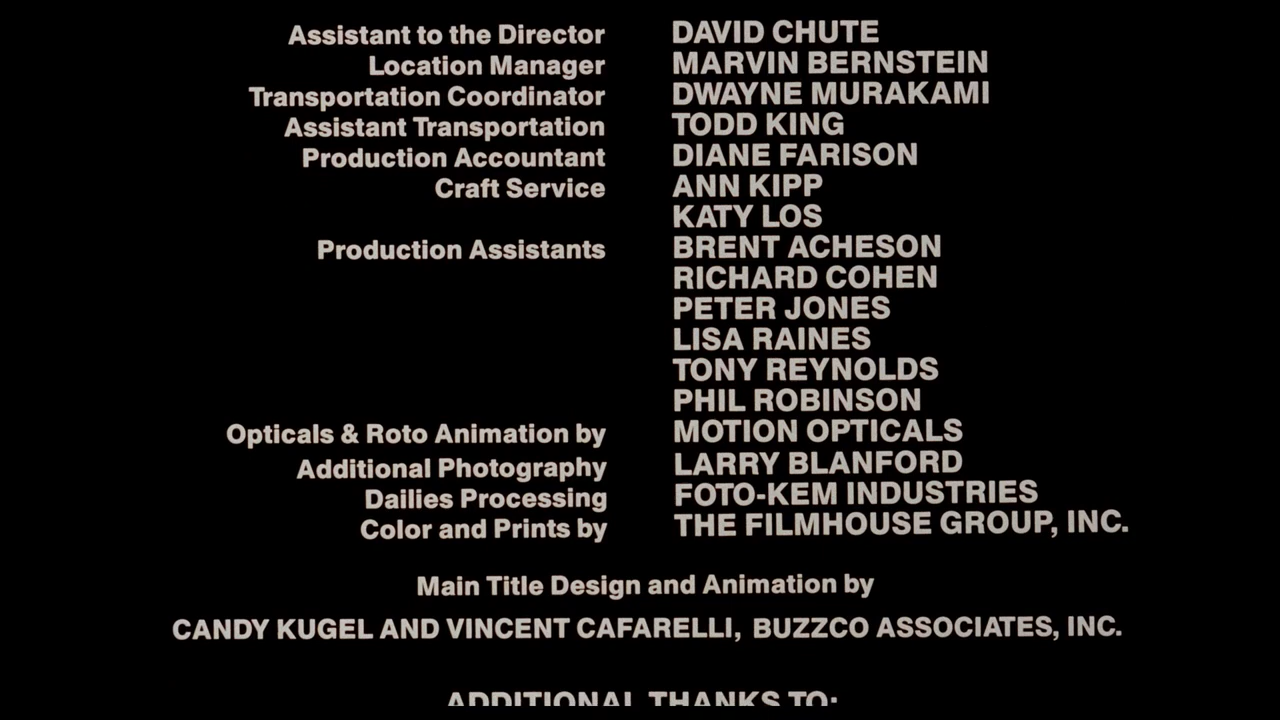 Assistant to the Director DAVID CHUTE
Location Manager MARVIN BERNSTEIN
Transportation Coordinator DWAYNE MURAKAMI
Assistant Transportation TODD KING
Production Accountant DIANE FARISON
Craft Service ANN KIPP
KATY LOS
Production Assistants BRENT ACHESON
RICHARD COHEN
PETER JONES
LISA RAINES
TONY REYNOLDS
PHIL ROBINSON
Opticals & Roto Animation by MOTION OPTICALS
Additional Photography LARRY BLANFORD
Dailies Processing FOTO-KEM INDUSTRIES
Color and Prints by THE FILMHOUSE GROUP, INC.
Main Title Design and Animation by
CANDY KUGEL AND VINCENT CAFARELLI, BUZZCO ASSOCIATES, INC.
ADDITIONAL THANKS TO: